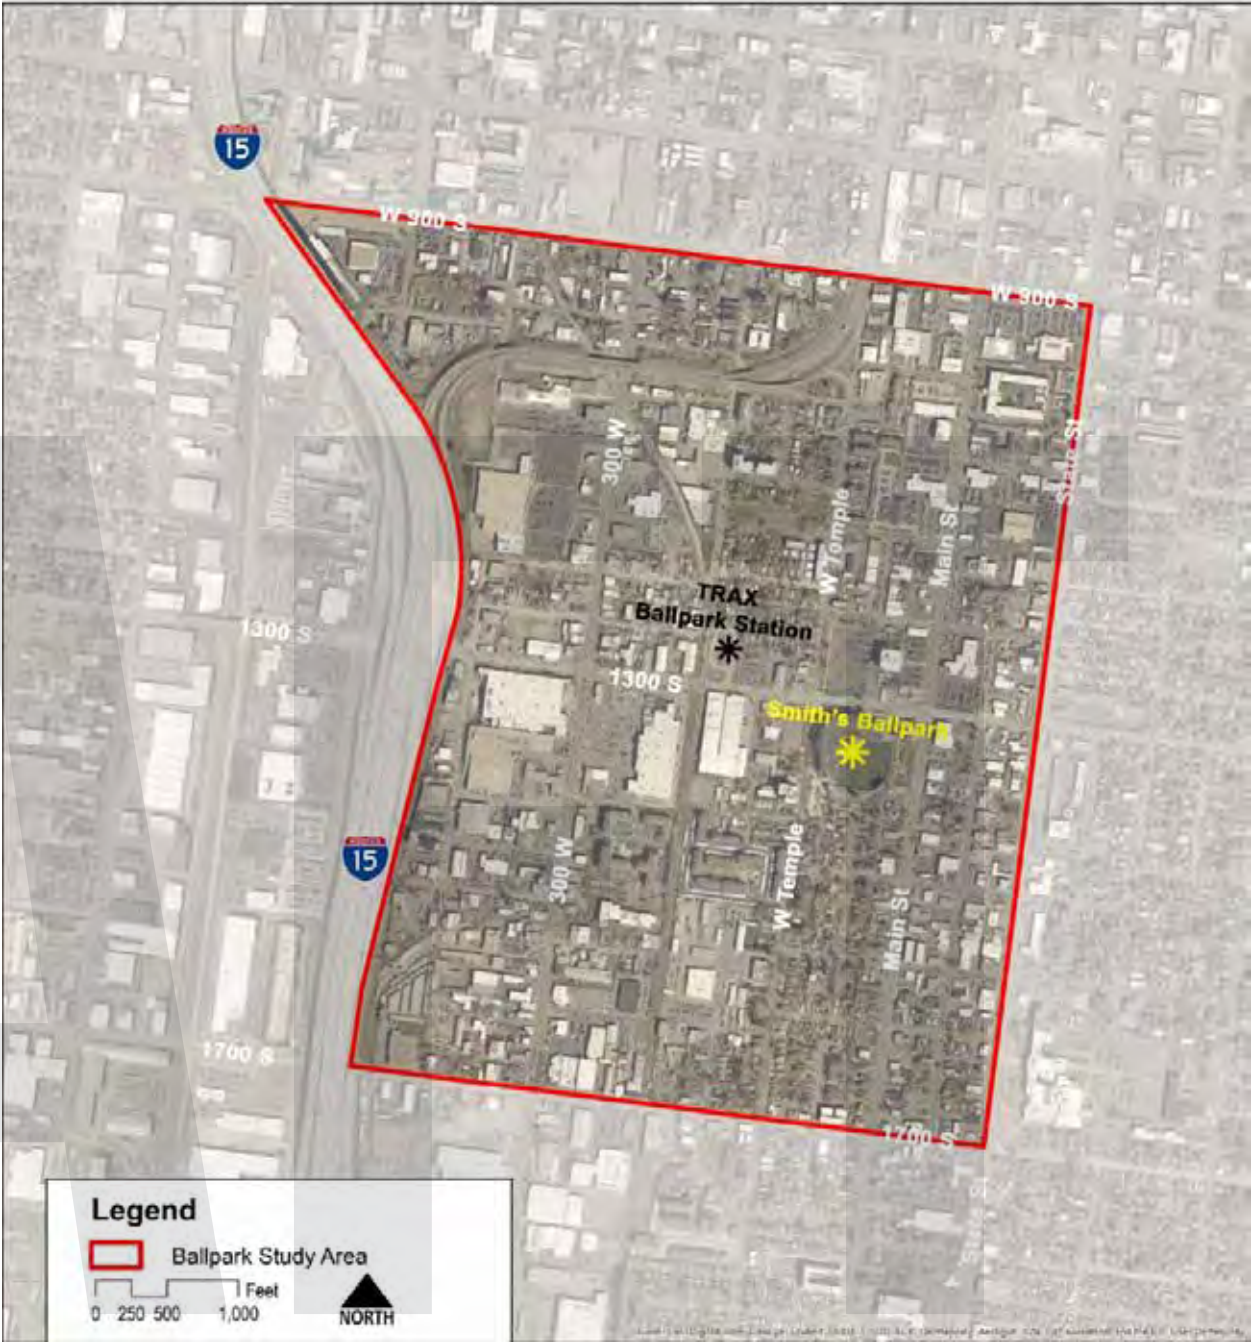 15
W 900 S
W 900 S
State St
300 W
W Temple
Main St
TRAX
Ballpark Station
1300 S
1300 S
Smith's Ballpark
15
300 W
W Temple
Main St
1700 S
1700 S
Legend
Ballpark Study Area
Feet
0 250 500 1,000
NORTH